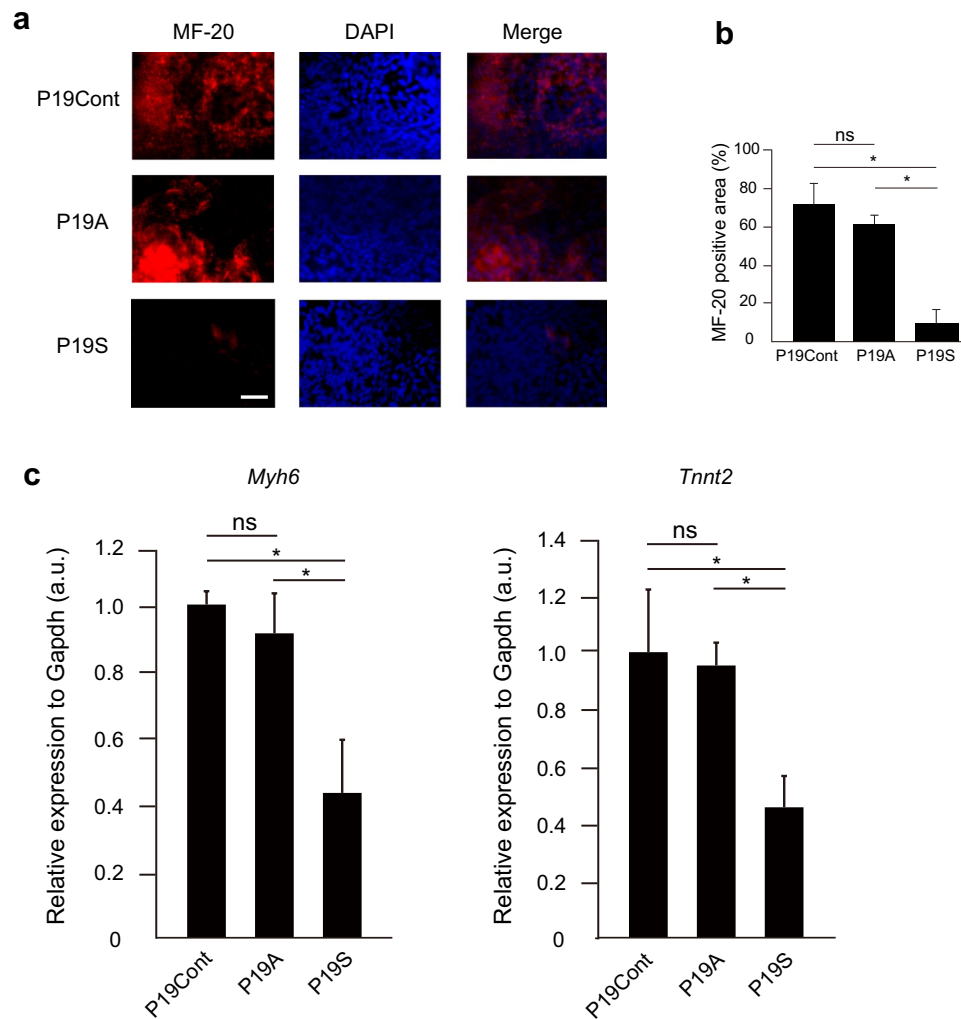 a
MF-20 DAPI Merge
P19Cont
P19A
P19S
b
MF-20 positive area (%)
100
80
60
40
20
0
ns
*
*
P19Cont P19A P19S
c
Myh6
Relative expression to Gapdh (a.u.)
1.2
1.0
0.8
0.6
0.4
0.2
0
ns
*
*
P19Cont P19A P19S
Tnnt2
Relative expression to Gapdh (a.u.)
1.4
1.2
1.0
0.8
0.6
0.4
0.2
0
ns
*
*
P19Cont P19A P19S